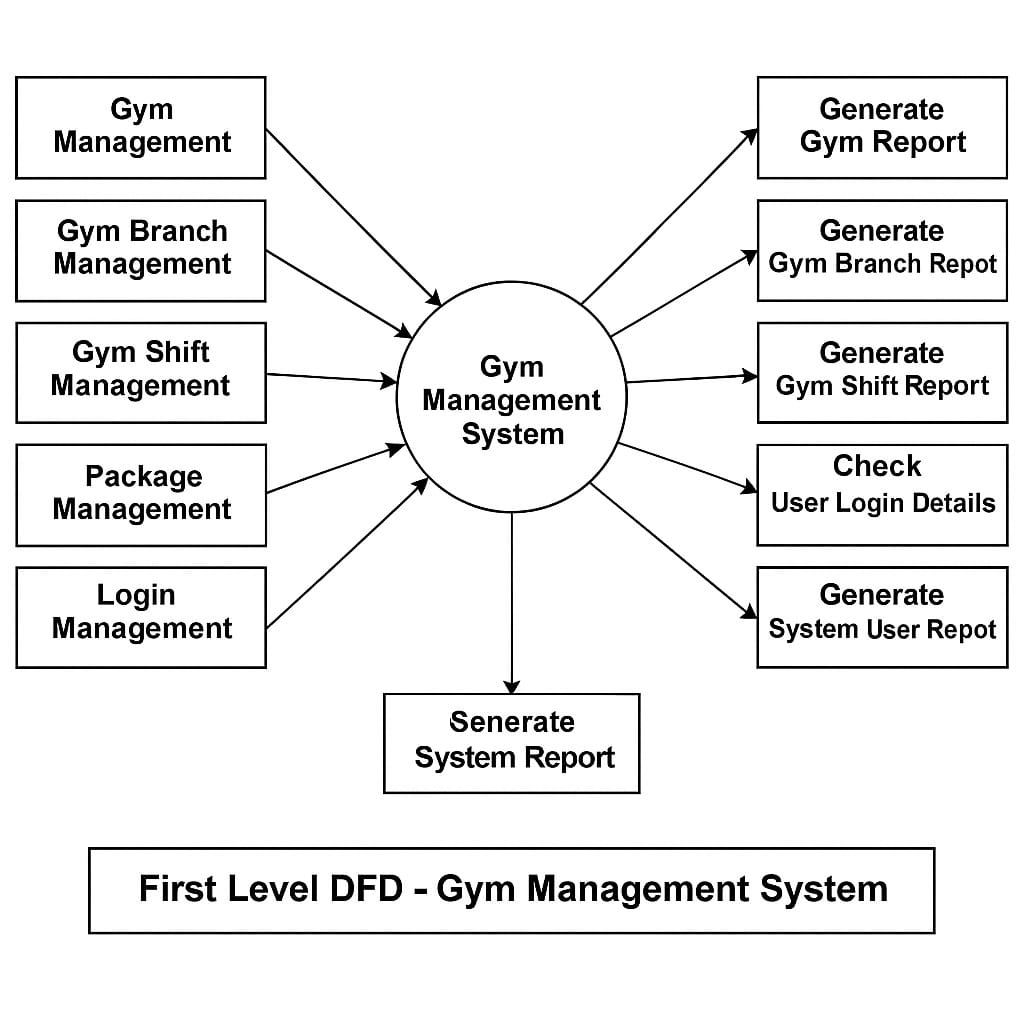 Gym
Management
Gym Branch
Management
Gym Shift
Management
Package
Management
Login
Management
Gym
Management
System
Generate
Gym Report
Generate
Gym Branch Repot
Generate
Gym Shift Report
Check
User Login Details
Generate
System User Repot
Senerate
System Report
First Level DFD - Gym Management System